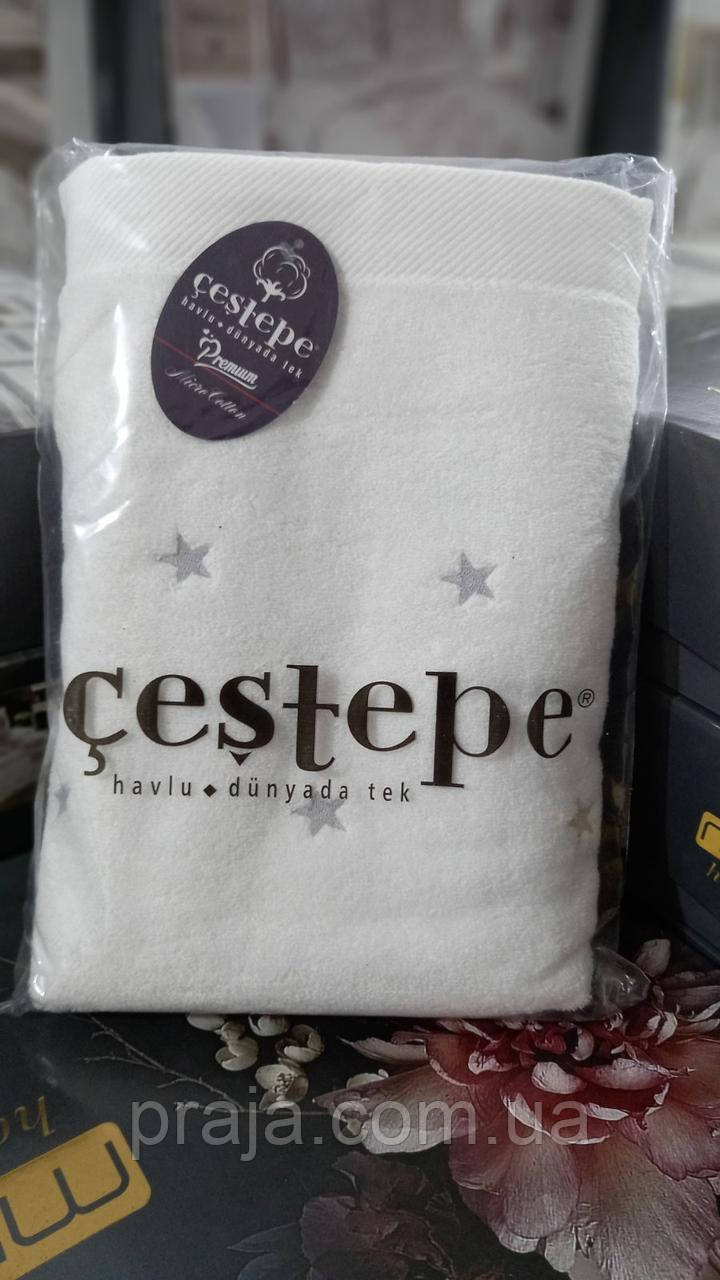 çeştepe®
havlu ◆ dünyada tek
Premium
Micro Cotton
çeştepe®
havlu ◆ dünyada tek
praja.com.ua